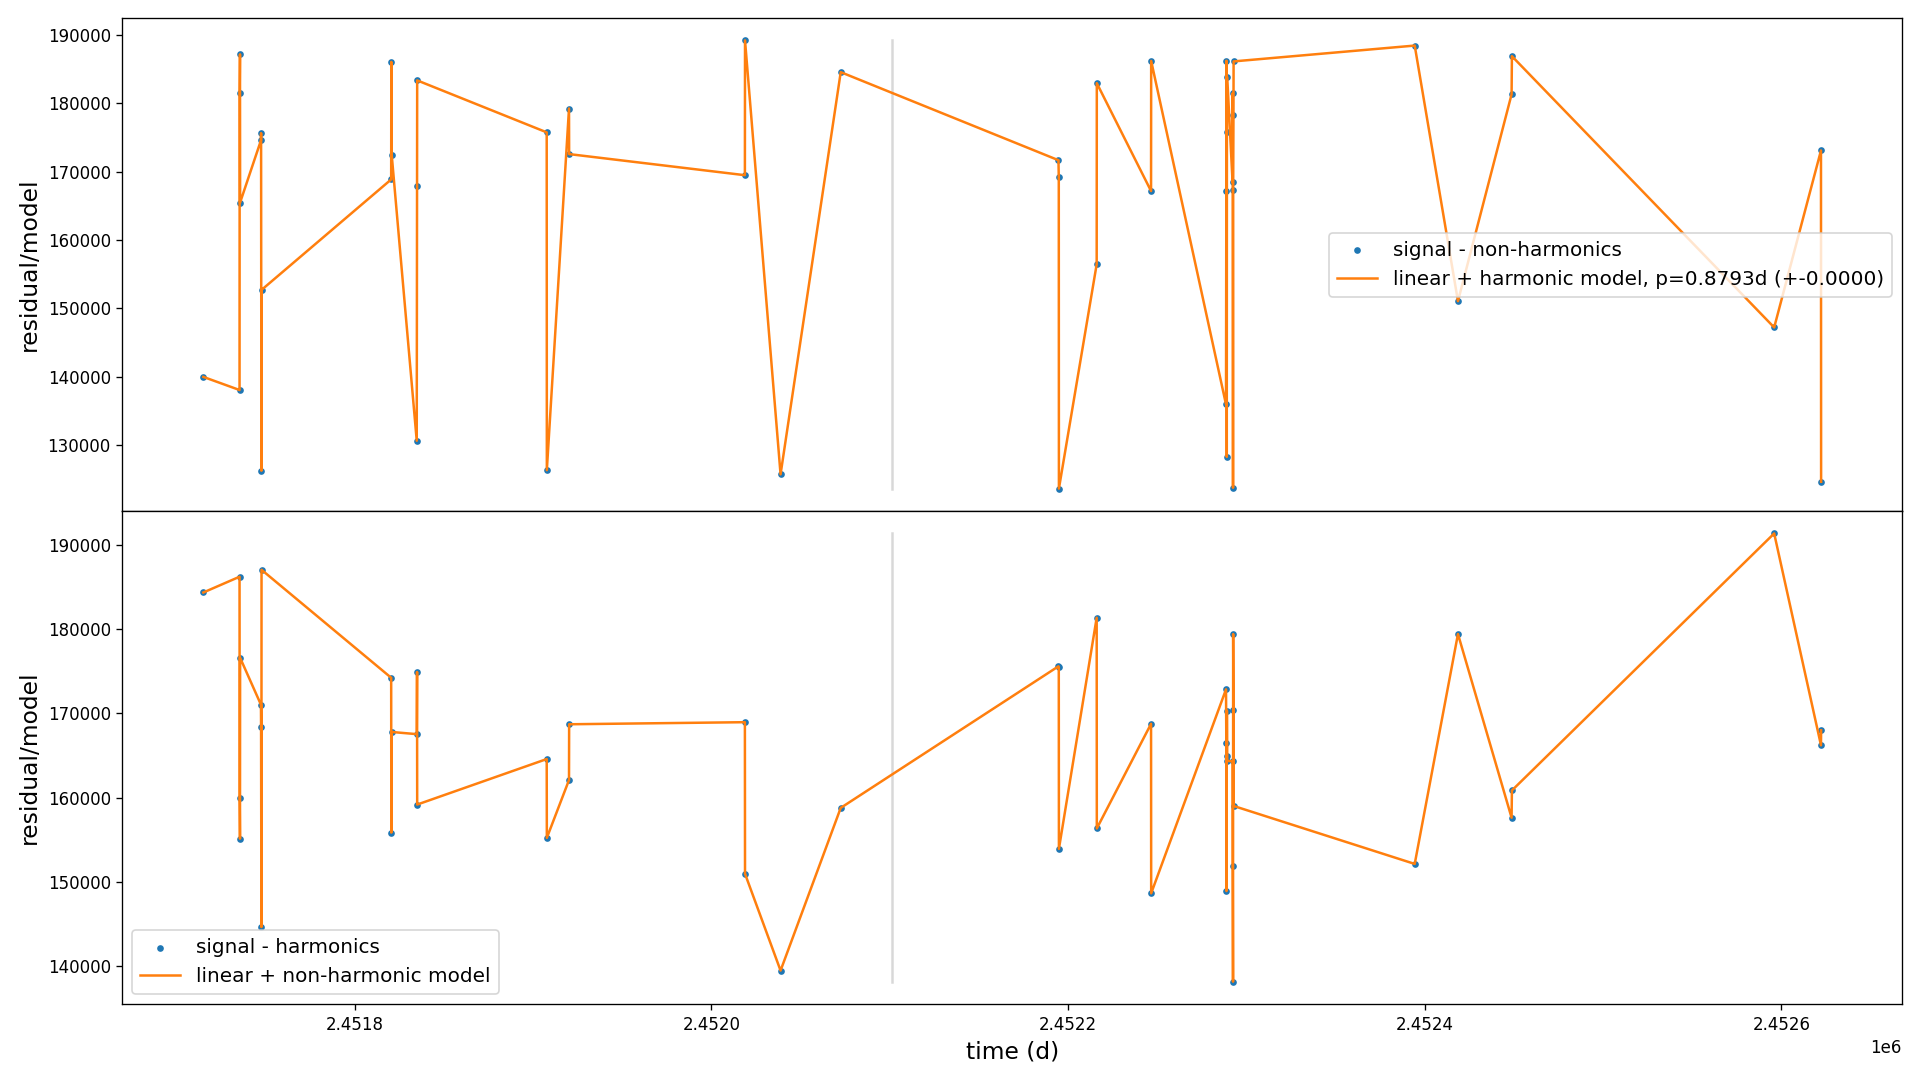 190000
180000
170000
160000
150000
140000
130000
residual/model
signal - non-harmonics
linear + harmonic model, p=0.8793d (+-0.0000)
190000
180000
170000
160000
150000
140000
residual/model
signal - harmonics
linear + non-harmonic model
2.4518 2.4520 2.4522 2.4524 2.4526
1e6
time (d)